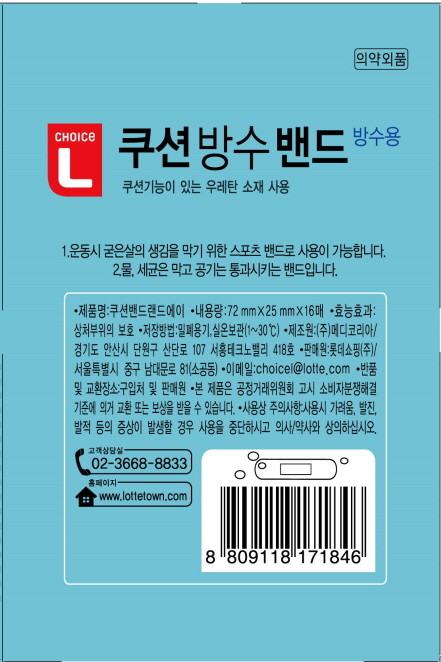 의약외품
CHOICe
L
쿠션 방수 밴드 방수용
쿠션기능이 있는 우레탄 소재 사용
1.운동시 굳은살의 생김을 막기 위한 스포츠 밴드로 사용이 가능합니다.
2.물, 세균은 막고 공기는 통과시키는 밴드입니다.
•제품명:쿠션밴드랜드에이 •내용량:72 mm×25 mm×16매 •효능효과:
상처부위의 보호 •저장방법:밀폐용기,실온보관(1~30℃) •제조원:(주)메디코리아/
경기도 안산시 단원구 산단로 107 서흥테크노밸리 418호 •판매원:롯데쇼핑(주)/
서울특별시 중구 남대문로 81(소공동) •이메일:choicel@lotte.com •반품
및 교환장소:구입처 및 판매원 •본 제품은 공정거래위원회 고시 소비자분쟁해결
기준에 의거 교환 또는 보상을 받을 수 있습니다. •사용상 주의사항:사용시 가려움, 발진,
발적 등의 증상이 발생할 경우 사용을 중단하시고 의사/약사와 상의하십시오.
고객상담실
02-3668-8833
홈페이지
www.lottetown.com
8 809118 171846